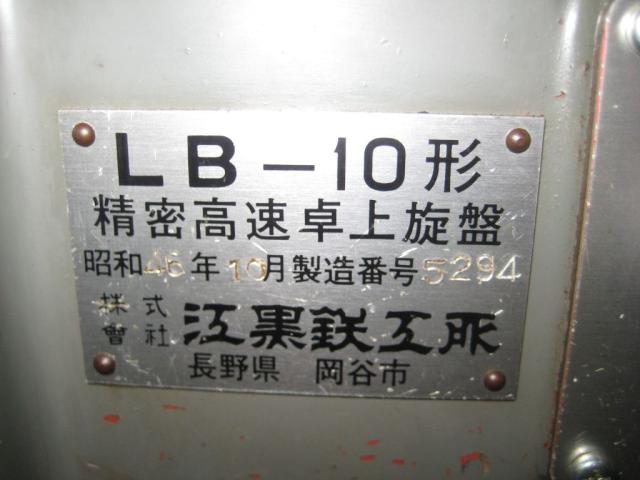 LB-10形
精密高速卓上旋盤
昭和46年10月製造番号5294
株式會社 江黒鉄工所
長野県 岡谷市